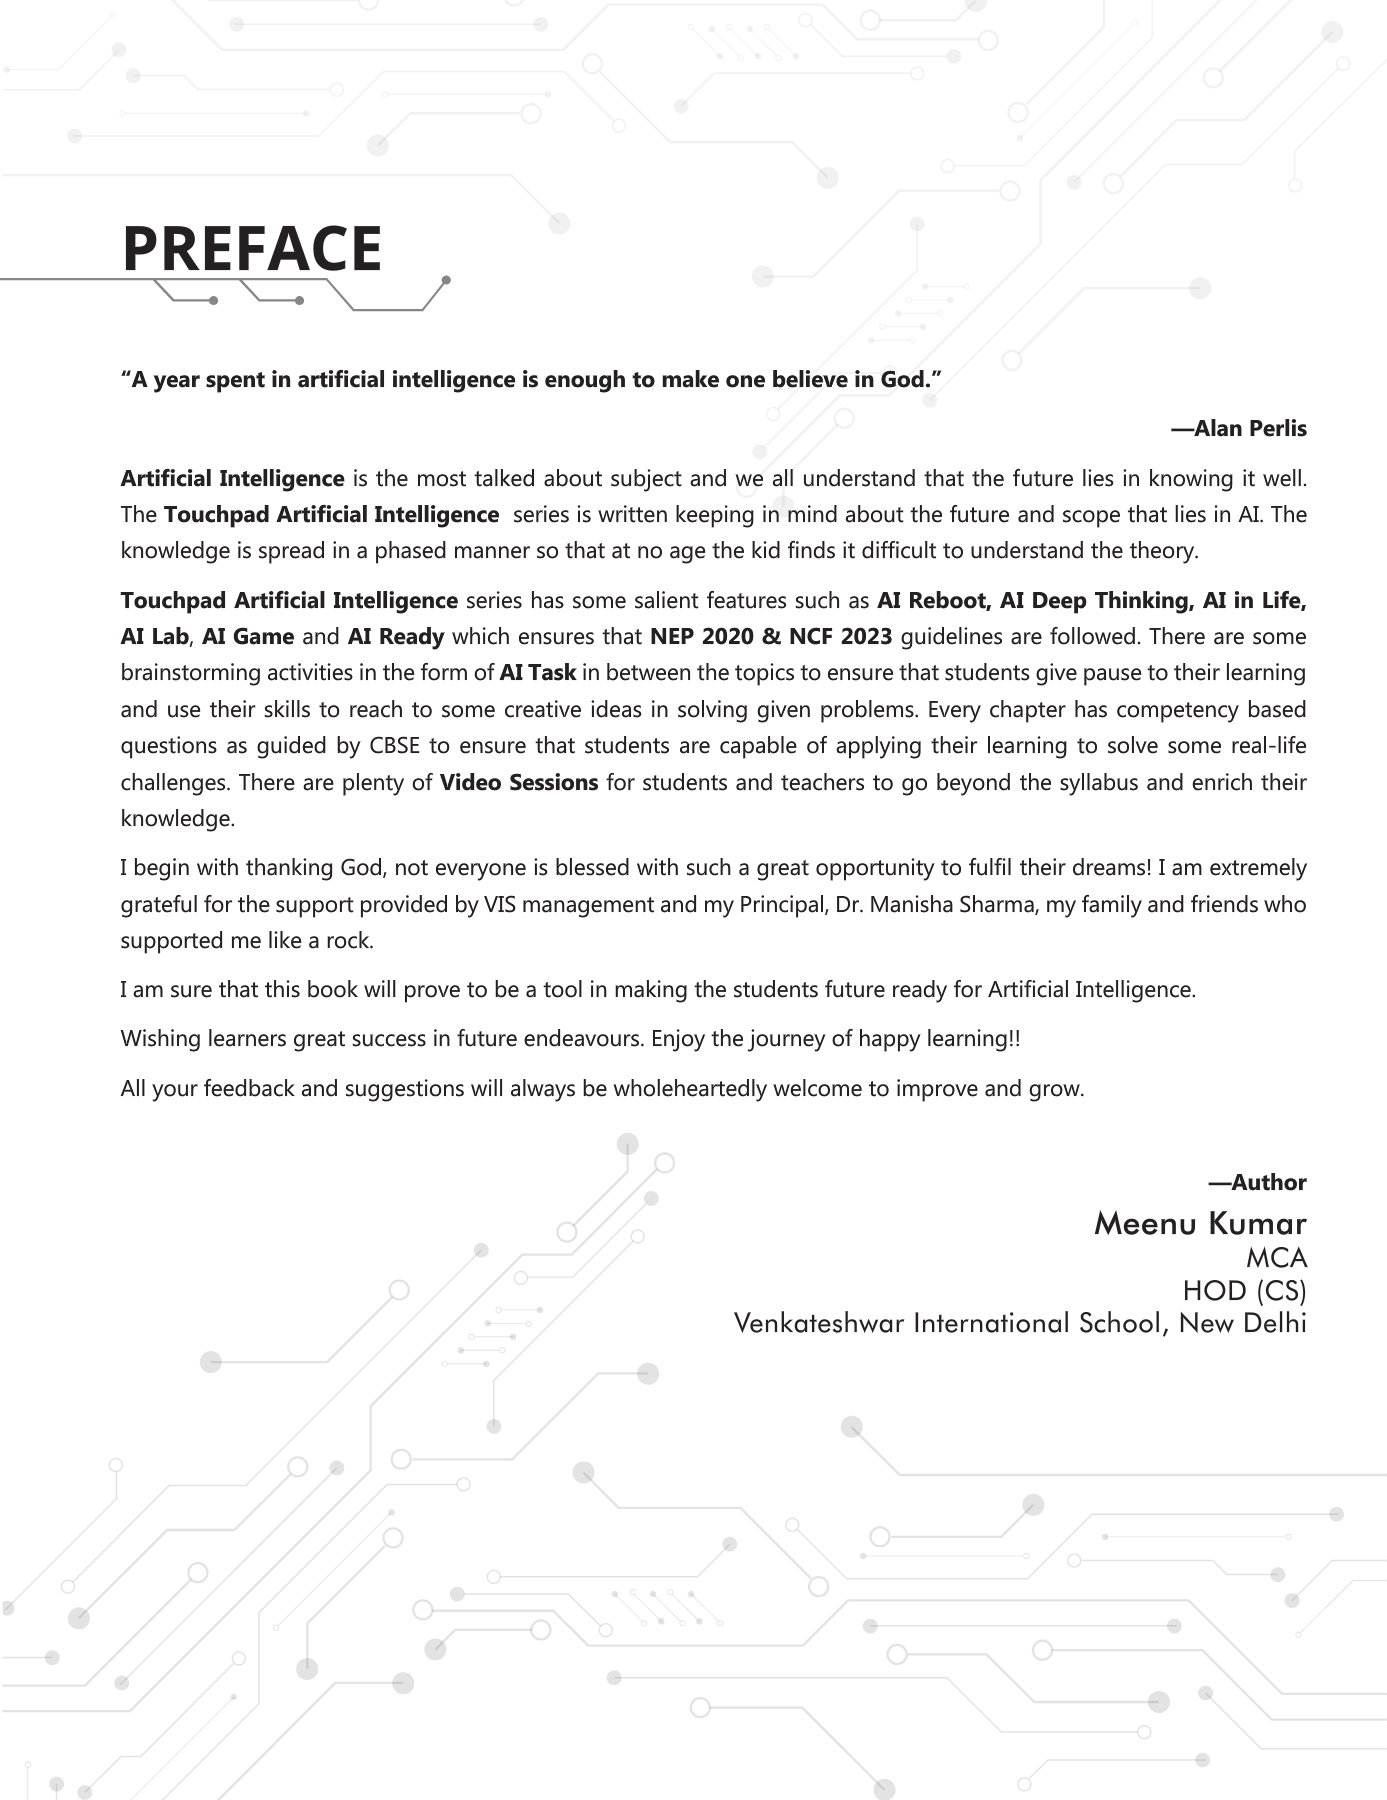 PREFACE
“A year spent in artificial intelligence is enough to make one believe in God.”
—Alan Perlis
Artificial Intelligence is the most talked about subject and we all understand that the future lies in knowing it well.
The Touchpad Artificial Intelligence series is written keeping in mind about the future and scope that lies in AI. The
knowledge is spread in a phased manner so that at no age the kid finds it difficult to understand the theory.
Touchpad Artificial Intelligence series has some salient features such as AI Reboot, AI Deep Thinking, AI in Life,
AI Lab, AI Game and AI Ready which ensures that NEP 2020 & NCF 2023 guidelines are followed. There are some
brainstorming activities in the form of AI Task in between the topics to ensure that students give pause to their learning
and use their skills to reach to some creative ideas in solving given problems. Every chapter has competency based
questions as guided by CBSE to ensure that students are capable of applying their learning to solve some real-life
challenges. There are plenty of Video Sessions for students and teachers to go beyond the syllabus and enrich their
knowledge.
I begin with thanking God, not everyone is blessed with such a great opportunity to fulfil their dreams! I am extremely
grateful for the support provided by VIS management and my Principal, Dr. Manisha Sharma, my family and friends who
supported me like a rock.
I am sure that this book will prove to be a tool in making the students future ready for Artificial Intelligence.
Wishing learners great success in future endeavours. Enjoy the journey of happy learning!!
All your feedback and suggestions will always be wholeheartedly welcome to improve and grow.
—Author
Meenu Kumar
MCA
HOD (CS)
Venkateshwar International School, New Delhi